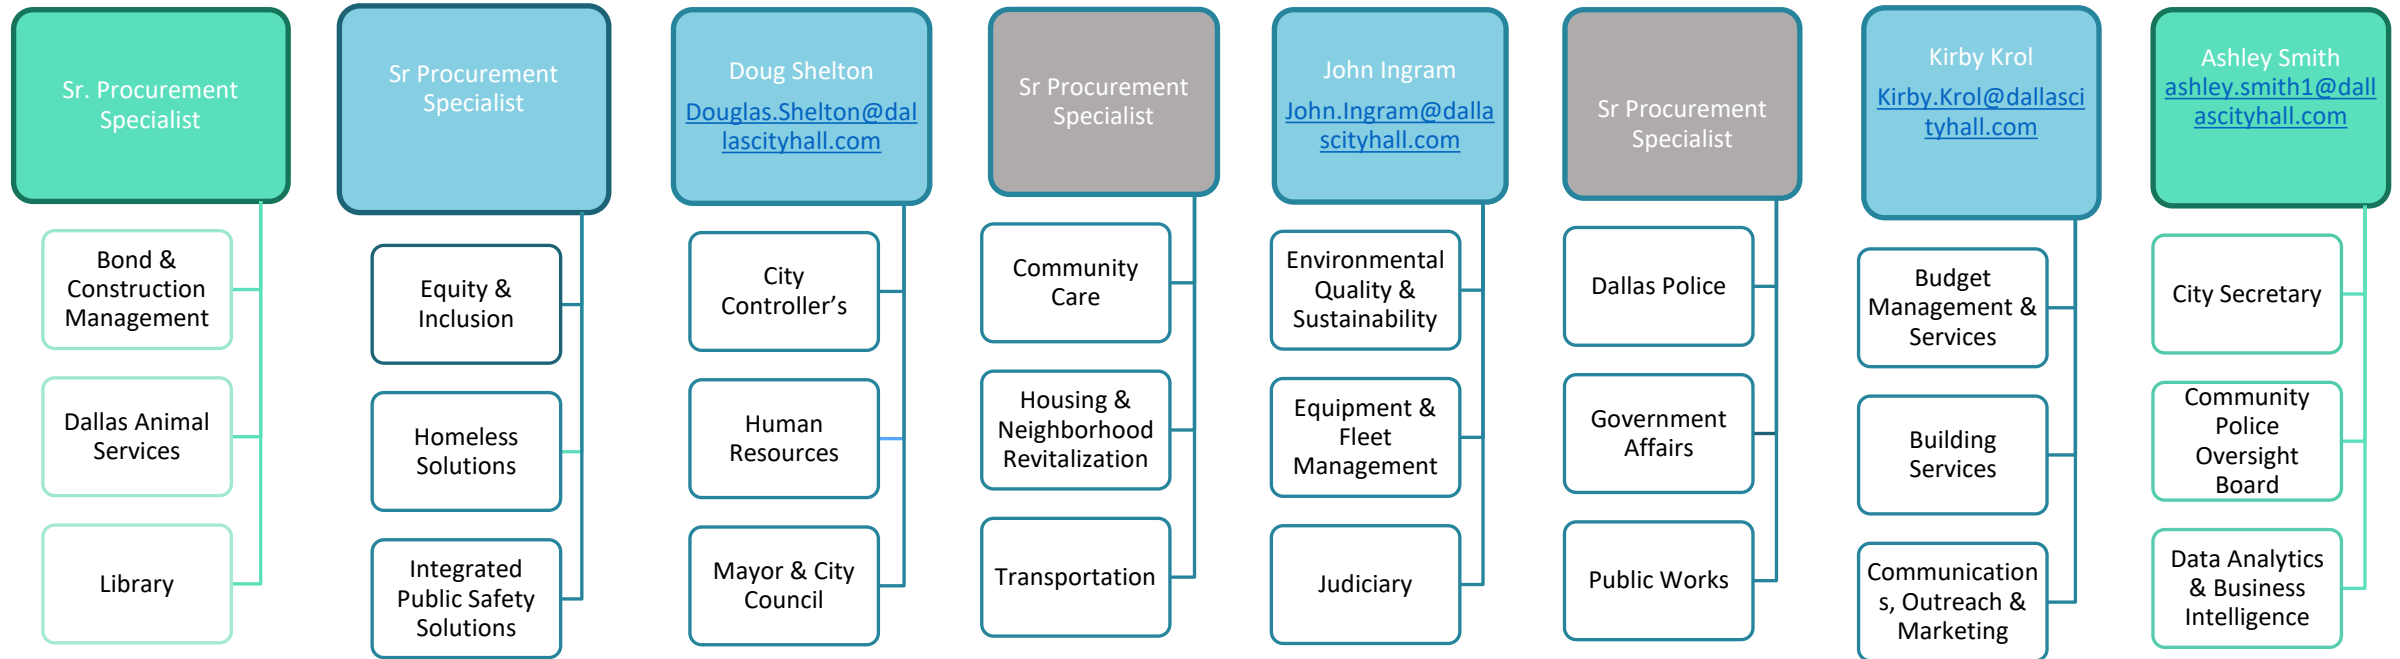 Sr. Procurement
Specialist
Bond &
Construction
Management
Dallas Animal
Services
Library
Sr Procurement
Specialist
Equity &
Inclusion
Homeless
Solutions
Integrated
Public Safety
Solutions
Doug Shelton
Douglas.Shelton@dal
lascityhall.com
City
Controller’s
Human
Resources
Mayor & City
Council
Sr Procurement
Specialist
Community
Care
Housing &
Neighborhood
Revitalization
Transportation
John Ingram
John.Ingram@dalla
scityhall.com
Environmental
Quality &
Sustainability
Equipment &
Fleet
Management
Judiciary
Sr Procurement
Specialist
Dallas Police
Government
Affairs
Public Works
Kirby Krol
Kirby.Krol@dallasci
tyhall.com
Budget
Management &
Services
Building
Services
Communication
s, Outreach &
Marketing
Ashley Smith
ashley.smith1@dall
ascityhall.com
City Secretary
Community
Police
Oversight
Board
Data Analytics
& Business
Intelligence